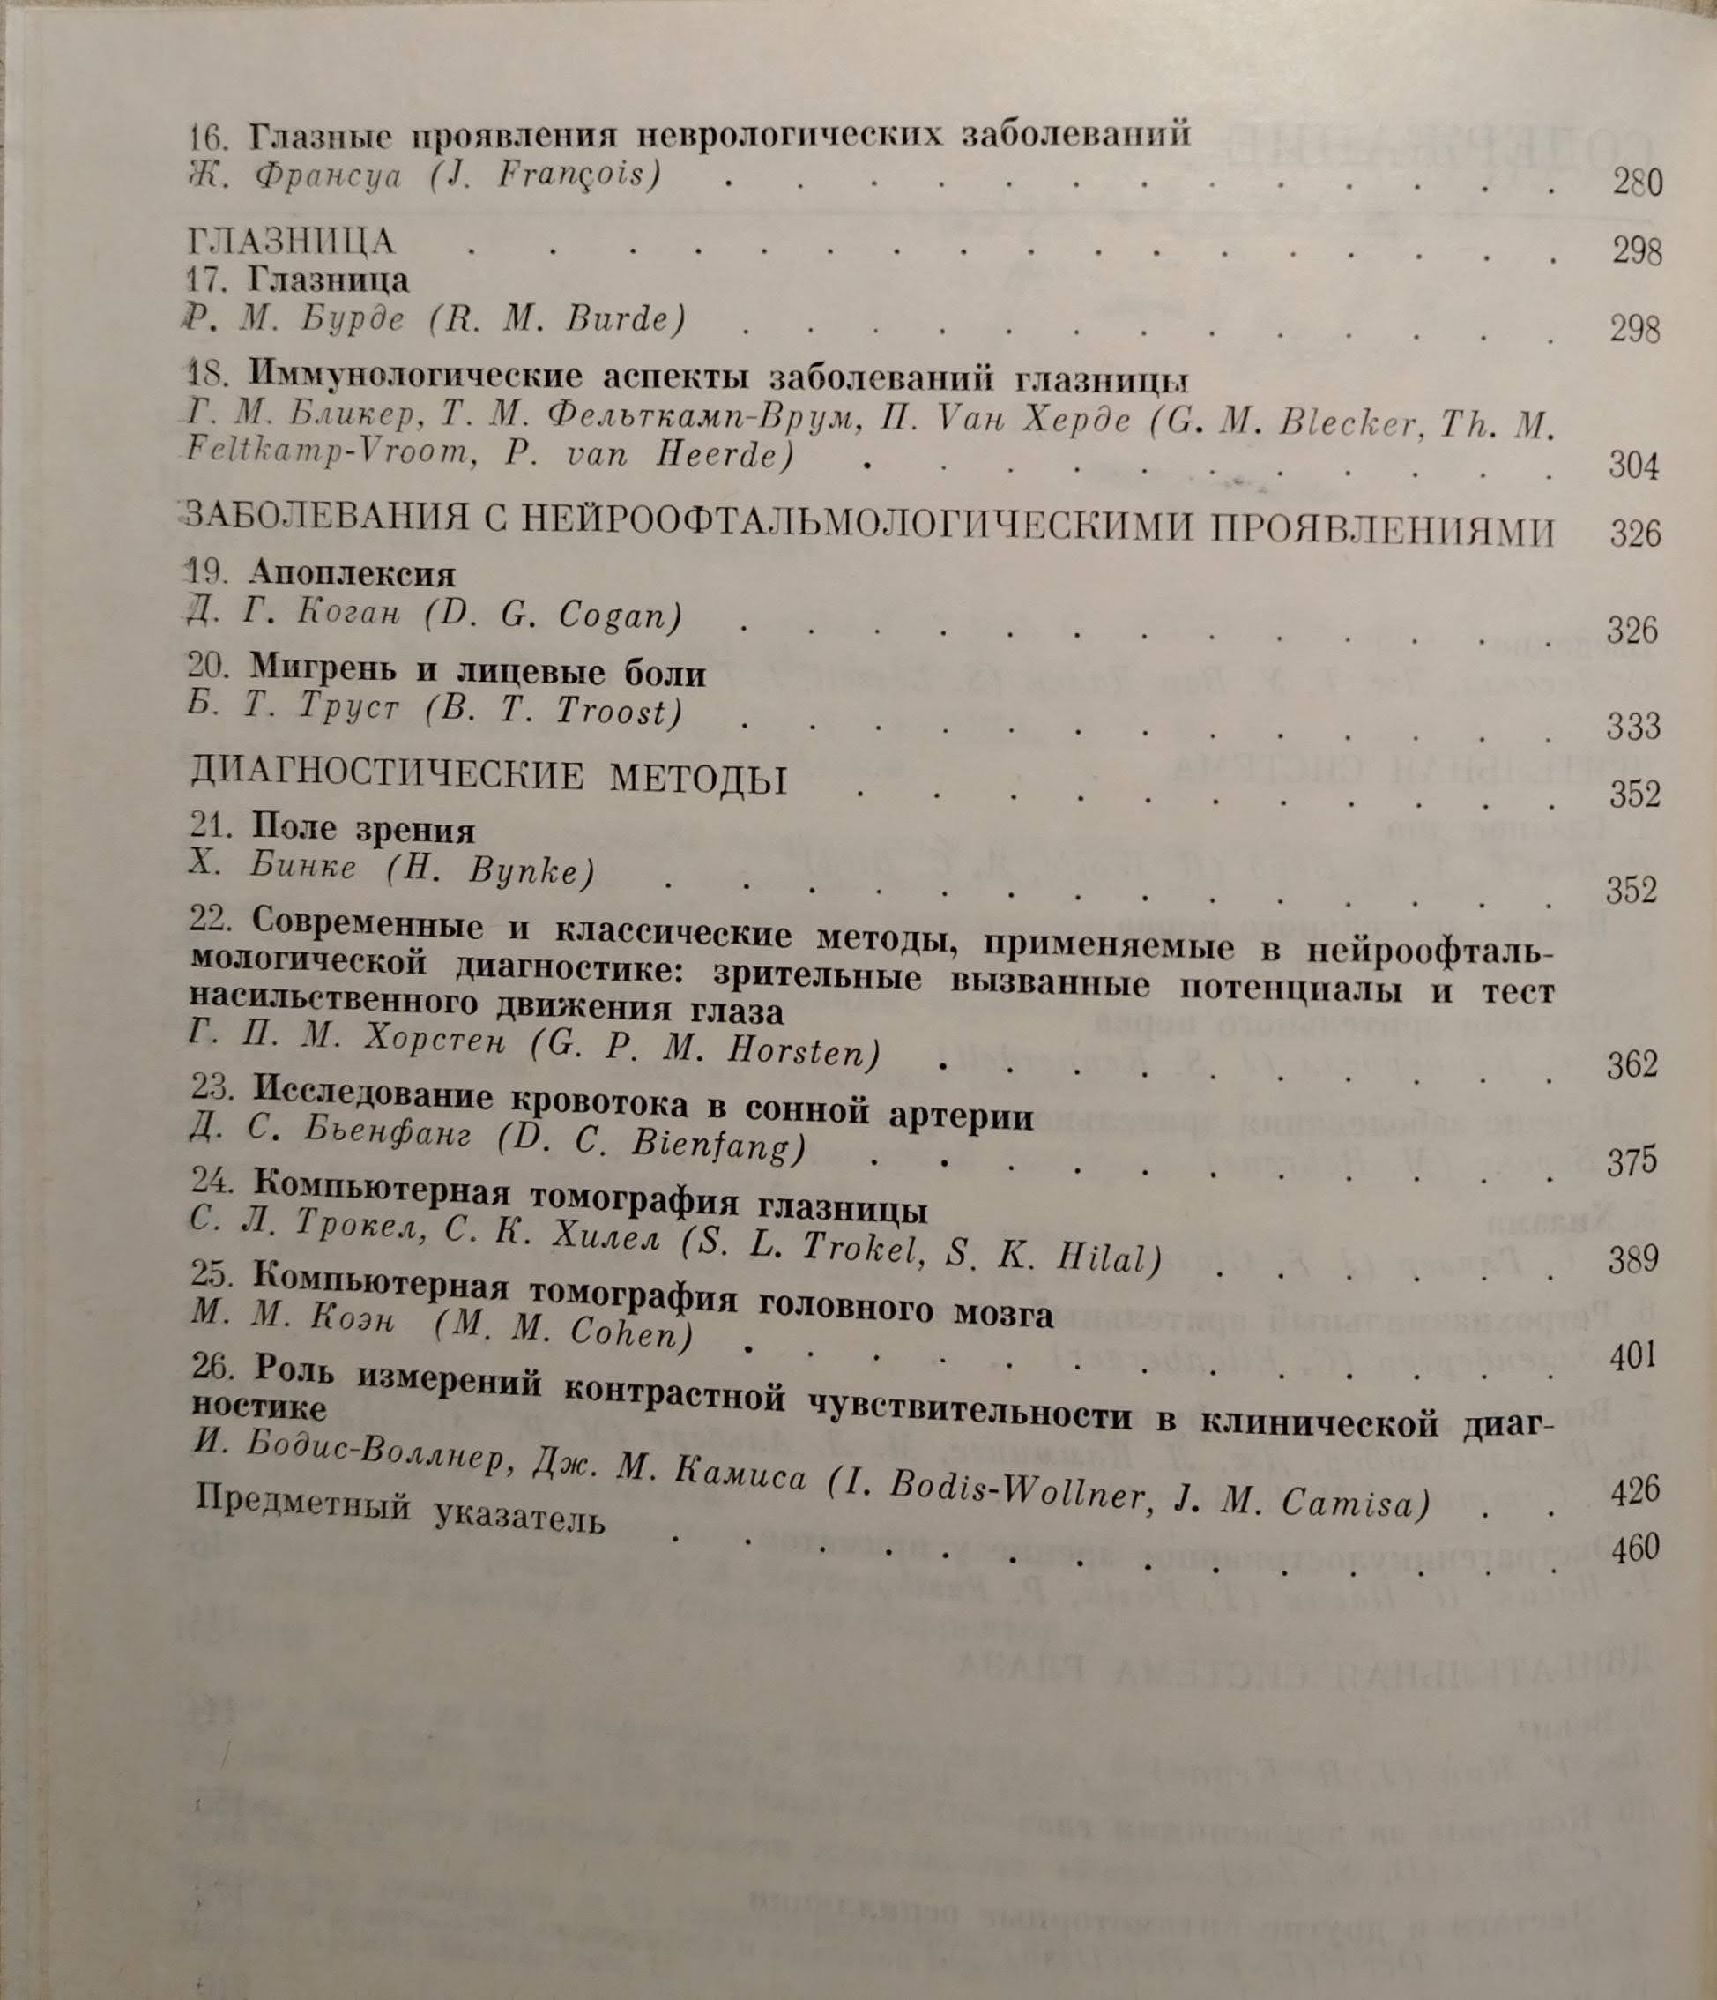 16. Глазные проявления неврологических заболеваний
Ж. Франсуа (J. François) . . . . . . . . . . . . . 280
ГЛАЗНИЦА . . . . . . . . . . . . . . . . 298
17. Глазница
Р. М. Бурде (R. M. Burde) . . . . . . . . . . . . . 298
18. Иммунологические аспекты заболеваний глазницы
Г. М. Бликер, Т. М. Фельткамп-Врум, П. Ван Херде (G. M. Blecker, Th. M.
Feltkamp-Vroom, P. van Heerde) . . . . . . . . . . . 304
ЗАБОЛЕВАНИЯ С НЕЙРООФТАЛЬМОЛОГИЧЕСКИМИ ПРОЯВЛЕНИЯМИ 326
19. Апоплексия
Д. Г. Коган (D. G. Cogan) . . . . . . . . . . . . . 326
20. Мигрень и лицевые боли
Б. Т. Труст (B. T. Troost) . . . . . . . . . . . . . 333
ДИАГНОСТИЧЕСКИЕ МЕТОДЫ . . . . . . . . . . . 352
21. Поле зрения
Х. Бинке (H. Bynke) . . . . . . . . . . . . . . 352
22. Современные и классические методы, применяемые в нейроофталь-
мологической диагностике: зрительные вызванные потенциалы и тест
насильственного движения глаза
Г. П. М. Хорстен (G. P. M. Horsten) . . . . . . . . . . 362
23. Исследование кровотока в сонной артерии
Д. С. Бьенфанг (D. C. Bienfang) . . . . . . . . . . . 375
24. Компьютерная томография глазницы
С. Л. Трокел, С. К. Хилел (S. L. Trokel, S. K. Hilal) . . . . . . 389
25. Компьютерная томография головного мозга
М. М. Коэн (M. M. Cohen) . . . . . . . . . . . . . 401
26. Роль измерений контрастной чувствительности в клинической диаг-
ностике
И. Бодис-Воллнер, Дж. М. Камиса (I. Bodis-Wollner, J. M. Camisa) . . 426
Предметный указатель . . . . . . . . . . . . . . 460